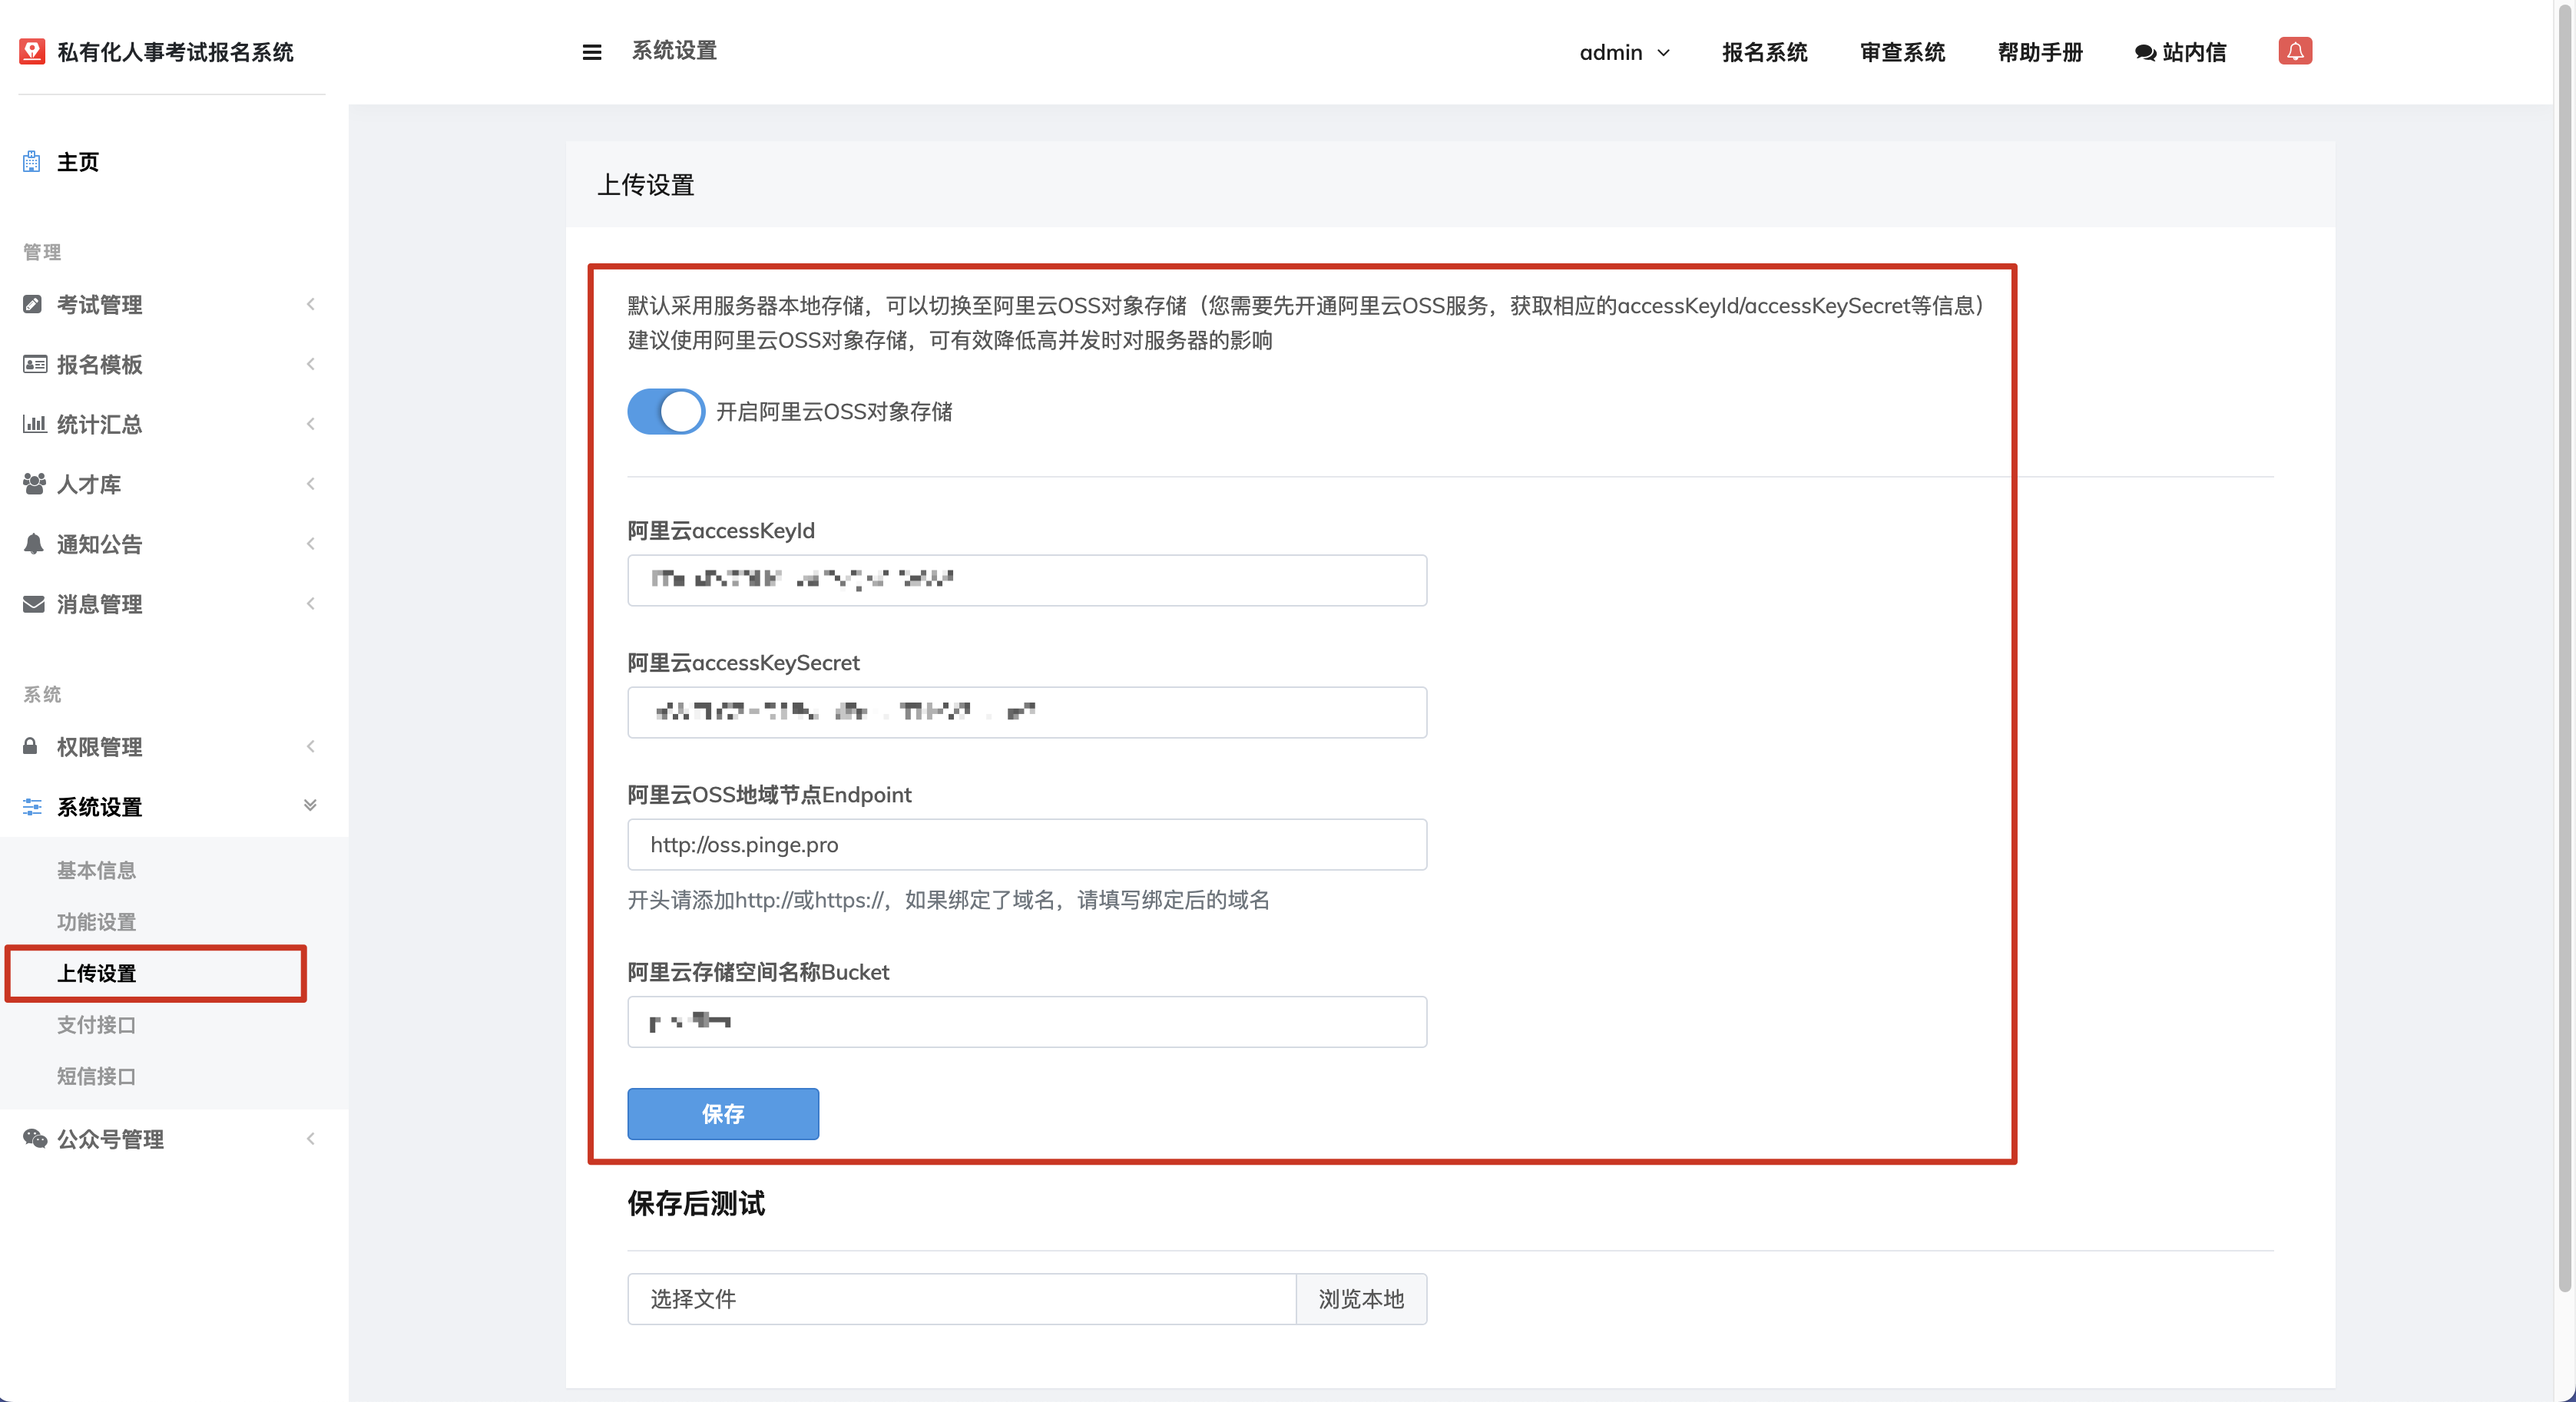 私有化人事考试报名系统
系统设置
admin
报名系统
审查系统
帮助手册
站内信
主页
管理
考试管理
报名模板
统计汇总
人才库
通知公告
消息管理
系统
权限管理
系统设置
基本信息
功能设置
上传设置
支付接口
短信接口
公众号管理
上传设置
默认采用服务器本地存储，可以切换至阿里云OSS对象存储（您需要先开通阿里云OSS服务，获取相应的accessKeyId/accessKeySecret等信息）
建议使用阿里云OSS对象存储，可有效降低高并发时对服务器的影响
开启阿里云OSS对象存储
阿里云accessKeyId
阿里云accessKeySecret
阿里云OSS地域节点Endpoint
http://oss.pinge.pro
开头请添加http://或https://，如果绑定了域名，请填写绑定后的域名
阿里云存储空间名称Bucket
保存
保存后测试
选择文件
浏览本地